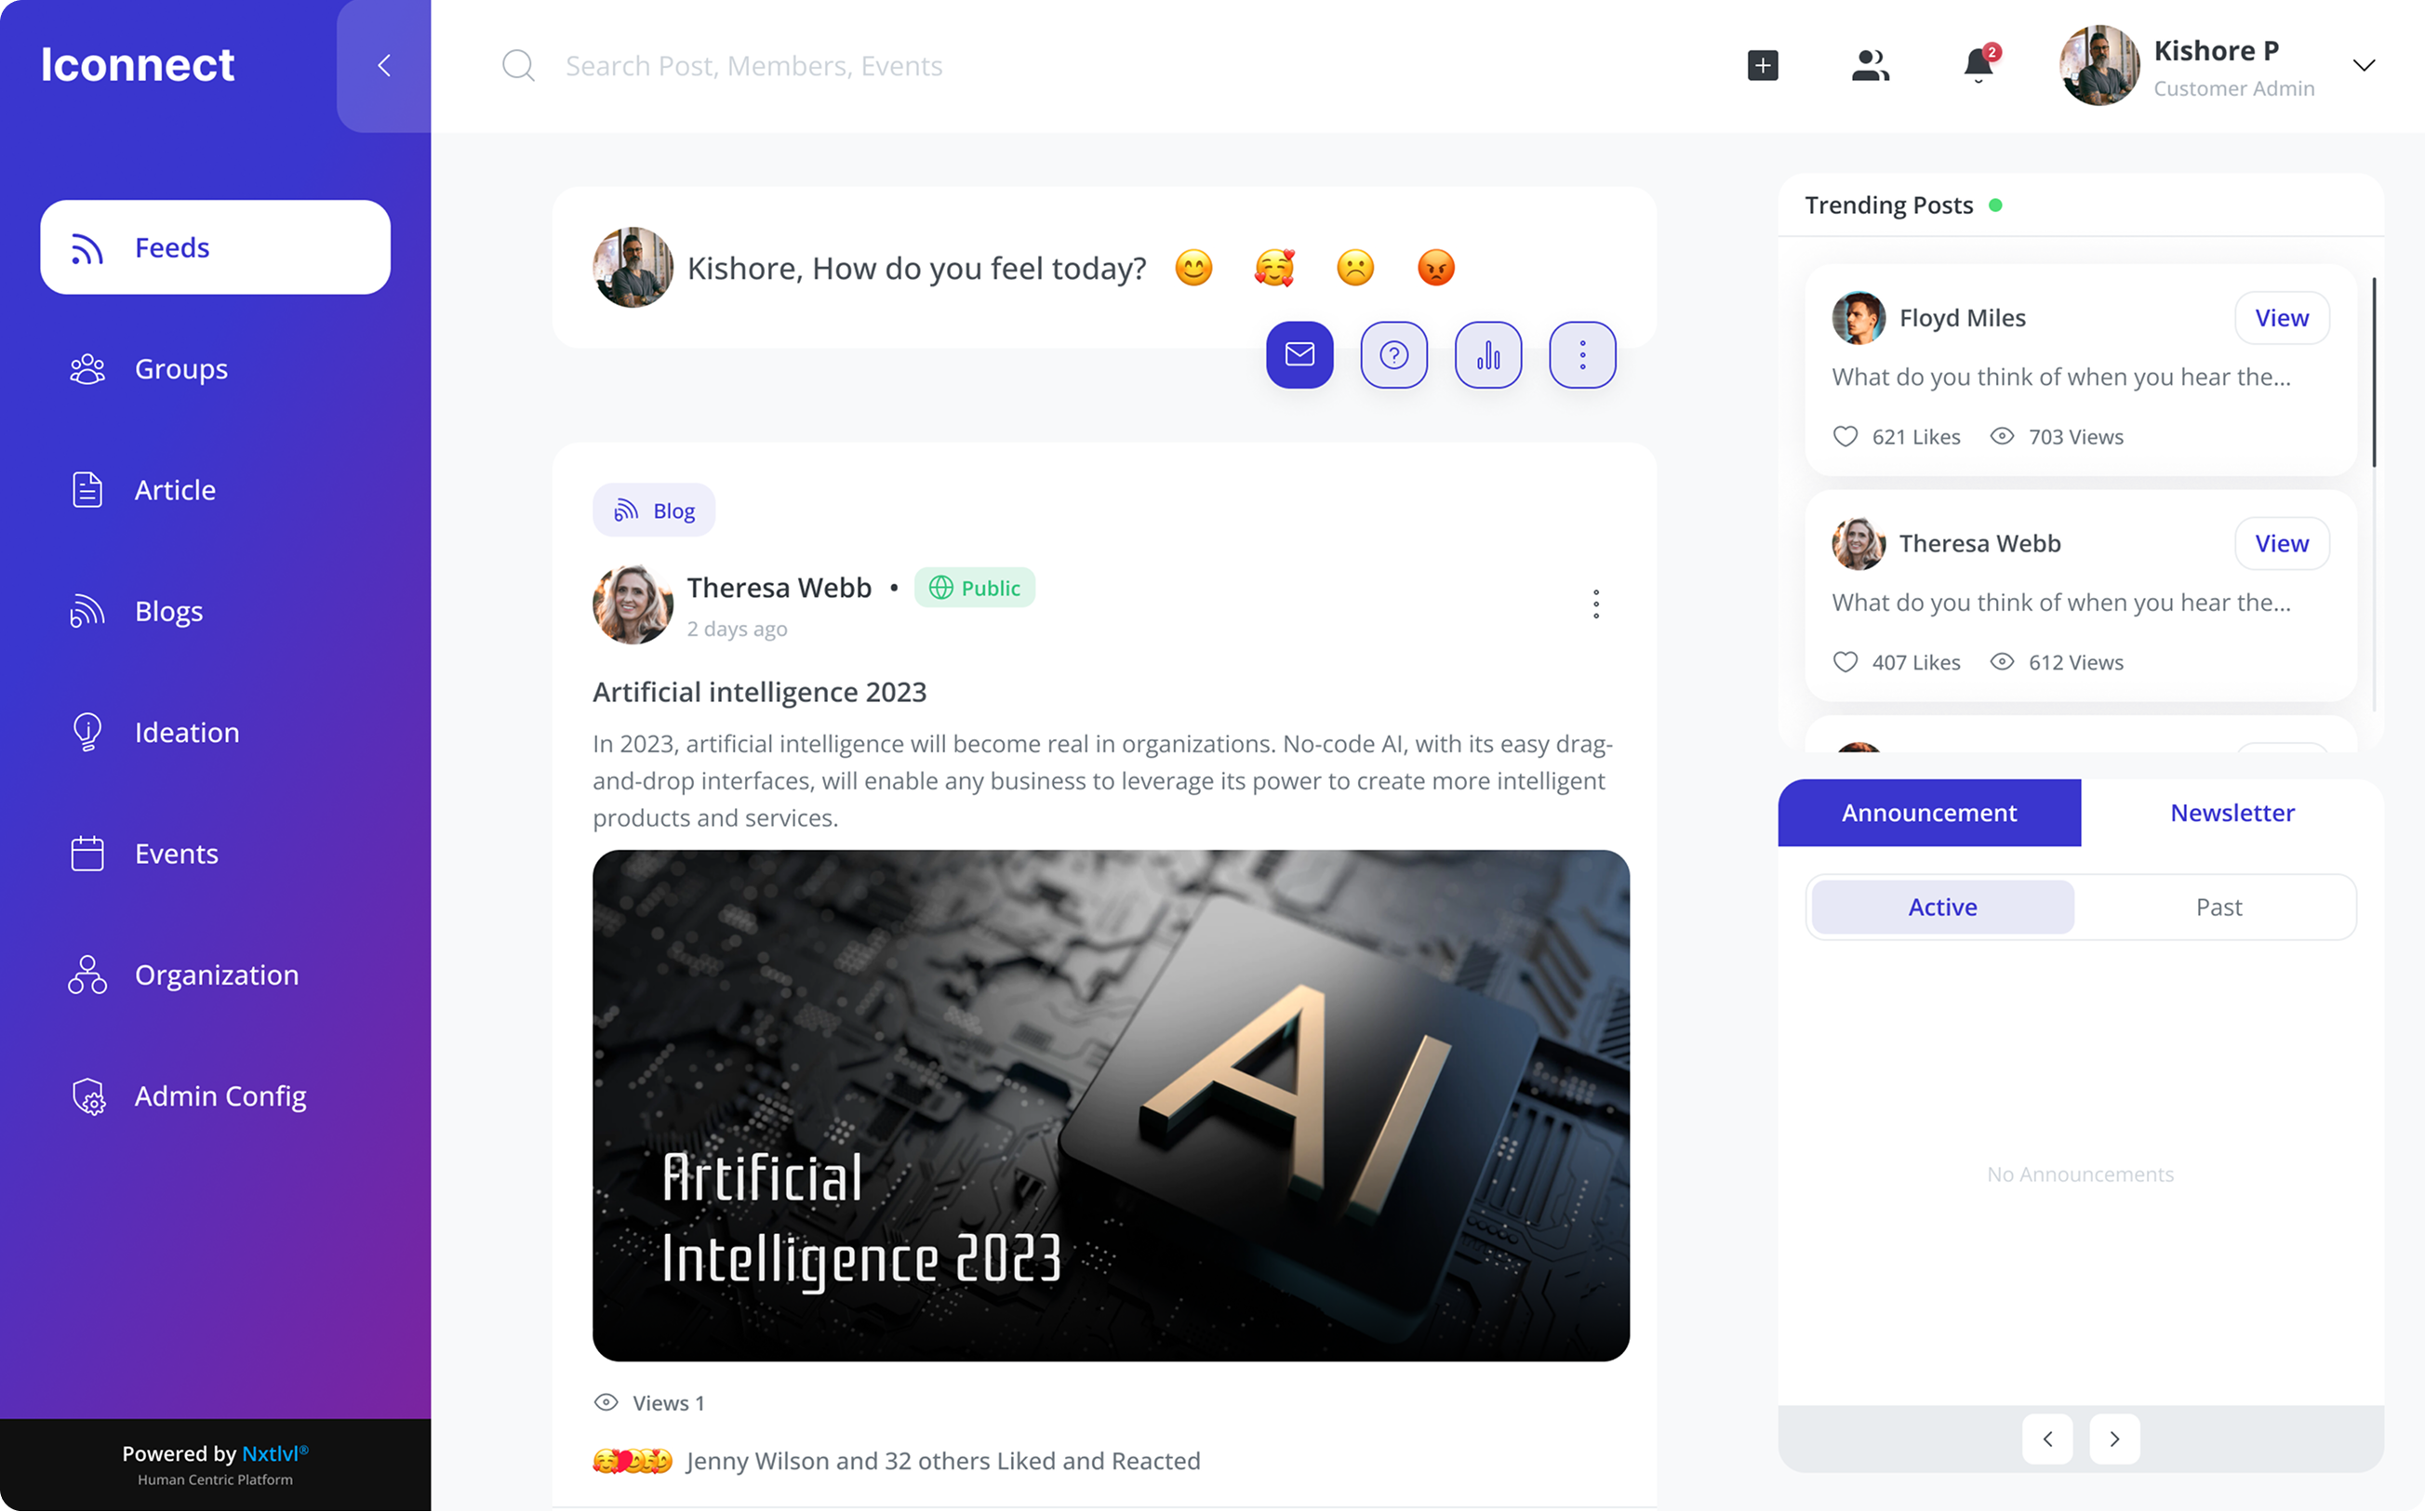 Iconnect
Search Post, Members, Events
2
Kishore P
Customer Admin
Feeds
Groups
Article
Blogs
Ideation
Events
Organization
Admin Config
Powered by Nxtlvl®
Human Centric Platform
Kishore, How do you feel today?
Blog
Theresa Webb • Public
2 days ago
Artificial intelligence 2023
In 2023, artificial intelligence will become real in organizations. No-code AI, with its easy drag-
and-drop interfaces, will enable any business to leverage its power to create more intelligent
products and services.
AI
Artificial
Intelligence 2023
Views 1
Jenny Wilson and 32 others Liked and Reacted
Trending Posts
Floyd Miles
View
What do you think of when you hear the...
621 Likes 703 Views
Theresa Webb
View
What do you think of when you hear the...
407 Likes 612 Views
Announcement Newsletter
Active Past
No Announcements